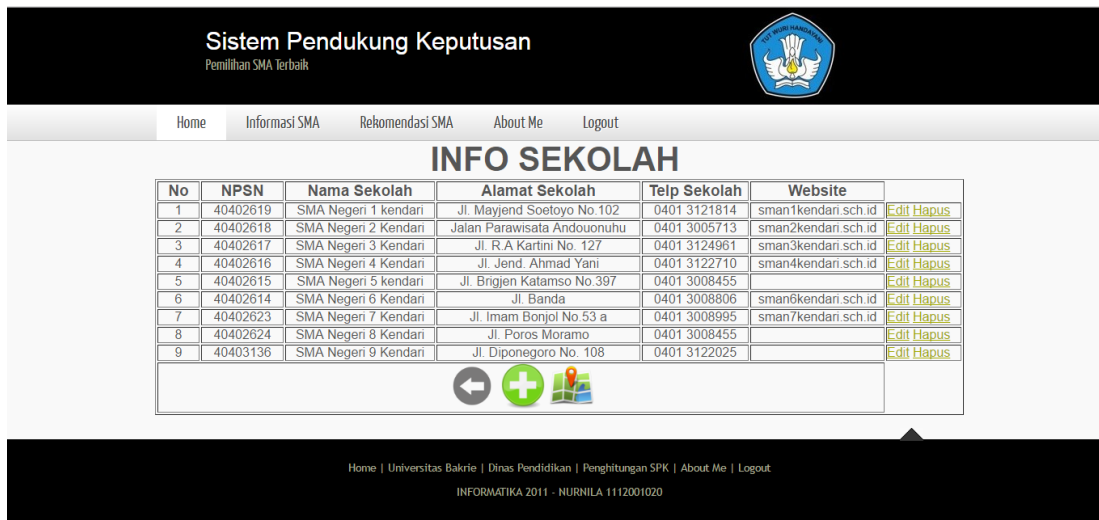 Sistem Pendukung Keputusan
Pemilihan SMA Terbaik
TUT WURI HANDAYANI
Home Informasi SMA Rekomendasi SMA About Me Logout
INFO SEKOLAH
No NPSN Nama Sekolah Alamat Sekolah Telp Sekolah Website
1 40402619 SMA Negeri 1 kendari Jl. Mayjend Soetoyo No.102 0401 3121814 sman1kendari.sch.id Edit Hapus
2 40402618 SMA Negeri 2 Kendari Jalan Parawisata Andouonuhu 0401 3005713 sman2kendari.sch.id Edit Hapus
3 40402617 SMA Negeri 3 Kendari Jl. R.A Kartini No. 127 0401 3124961 sman3kendari.sch.id Edit Hapus
4 40402616 SMA Negeri 4 Kendari Jl. Jend. Ahmad Yani 0401 3122710 sman4kendari.sch.id Edit Hapus
5 40402615 SMA Negeri 5 kendari Jl. Brigjen Katamso No.397 0401 3008455 Edit Hapus
6 40402614 SMA Negeri 6 Kendari Jl. Banda 0401 3008806 sman6kendari.sch.id Edit Hapus
7 40402623 SMA Negeri 7 Kendari Jl. Imam Bonjol No.53 a 0401 3008995 sman7kendari.sch.id Edit Hapus
8 40402624 SMA Negeri 8 Kendari Jl. Poros Moramo 0401 3008455 Edit Hapus
9 40403136 SMA Negeri 9 Kendari Jl. Diponegoro No. 108 0401 3122025 Edit Hapus
Home | Universitas Bakrie | Dinas Pendidikan | Penghitungan SPK | About Me | Logout
INFORMATIKA 2011 - NURNILA 1112001020